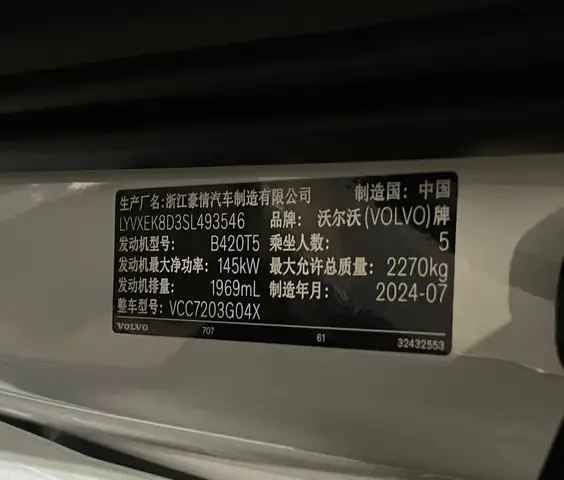 生产厂名:浙江豪情汽车制造有限公司 制造国: 中国
LYVXEK8D3SL493546 品牌: 沃尔沃(VOLVO)牌
发动机型号: B420T5 乘坐人数: 5
发动机最大净功率: 145kW 最大允许总质量: 2270kg
发动机排量: 1969mL 制造年月: 2024-07
整车型号: VCC7203G04X
VOLVO 707 61 32432553